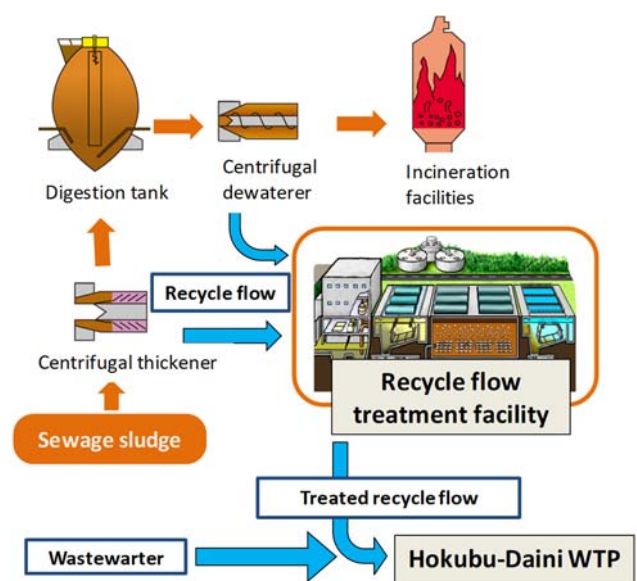 Digestion tank
Centrifugal
dewaterer
Incineration
facilities
Recycle flow
Centrifugal thickener
Recycle flow
treatment facility
Sewage sludge
Treated recycle flow
Wastewarter
Hokubu-Daini WTP